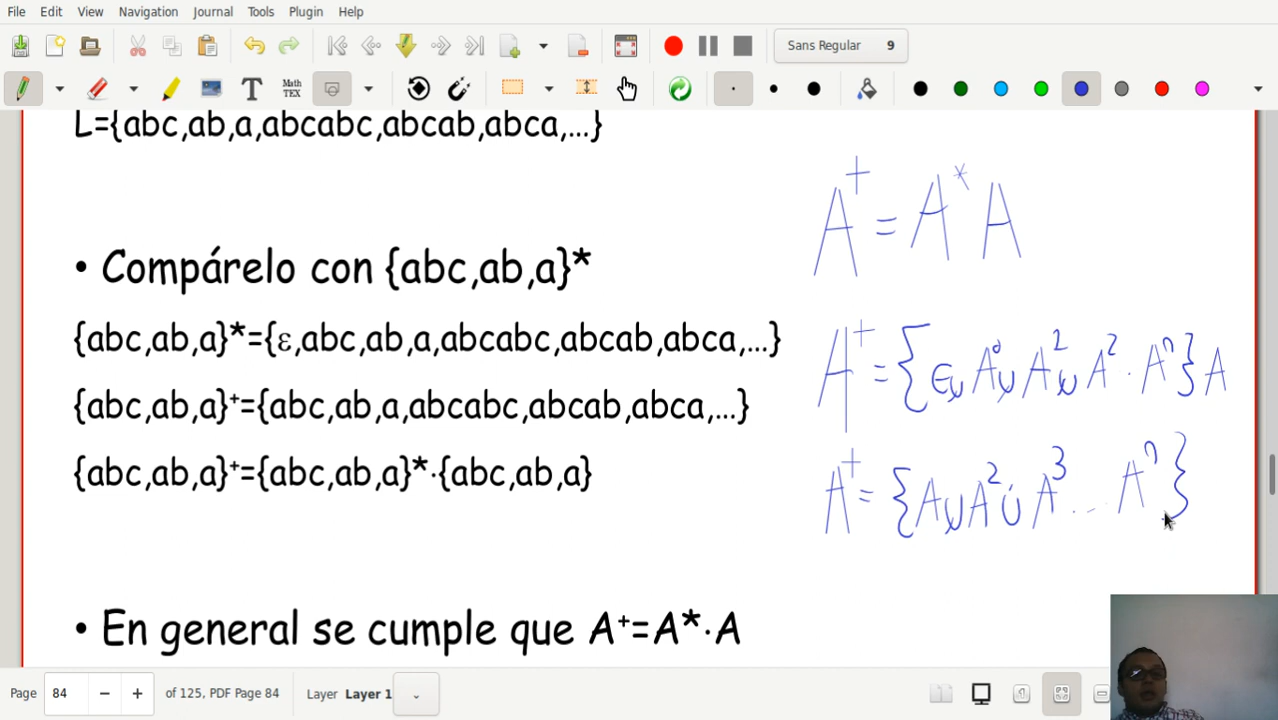 File Edit View Navigation Journal Tools Plugin Help
T Math TEX Sans Regular 9
L={abc,ab,a,abcabc,abcab,abca,...}
• Compárelo con {abc,ab,a}*
{abc,ab,a}*={ε,abc,ab,a,abcabc,abcab,abca,...}
{abc,ab,a}⁺={abc,ab,a,abcabc,abcab,abca,...}
{abc,ab,a}⁺={abc,ab,a}*·{abc,ab,a}
• En general se cumple que A⁺=A*·A
A⁺ = A* A
A⁺ = {∈∪ A⁰∪ A²∪ A² · Aⁿ} A
A⁺ = {A∪A²∪A³... Aⁿ}
Page 84 − + of 125, PDF Page 84 Layer Layer 1